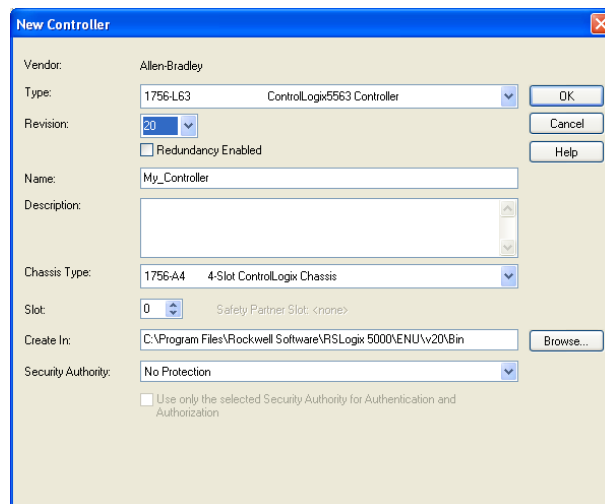 New Controller
Vendor: Allen-Bradley
Type: 1756-L63 ControlLogix5563 Controller OK
Revision: 20 Cancel
Redundancy Enabled Help
Name: My_Controller
Description:
Chassis Type: 1756-A4 4-Slot ControlLogix Chassis
Slot: 0 Safety Partner Slot: <none>
Create In: C:\Program Files\Rockwell Software\RSLogix 5000\ENU\v20\Bin Browse...
Security Authority: No Protection
Use only the selected Security Authority for Authentication and
Authorization